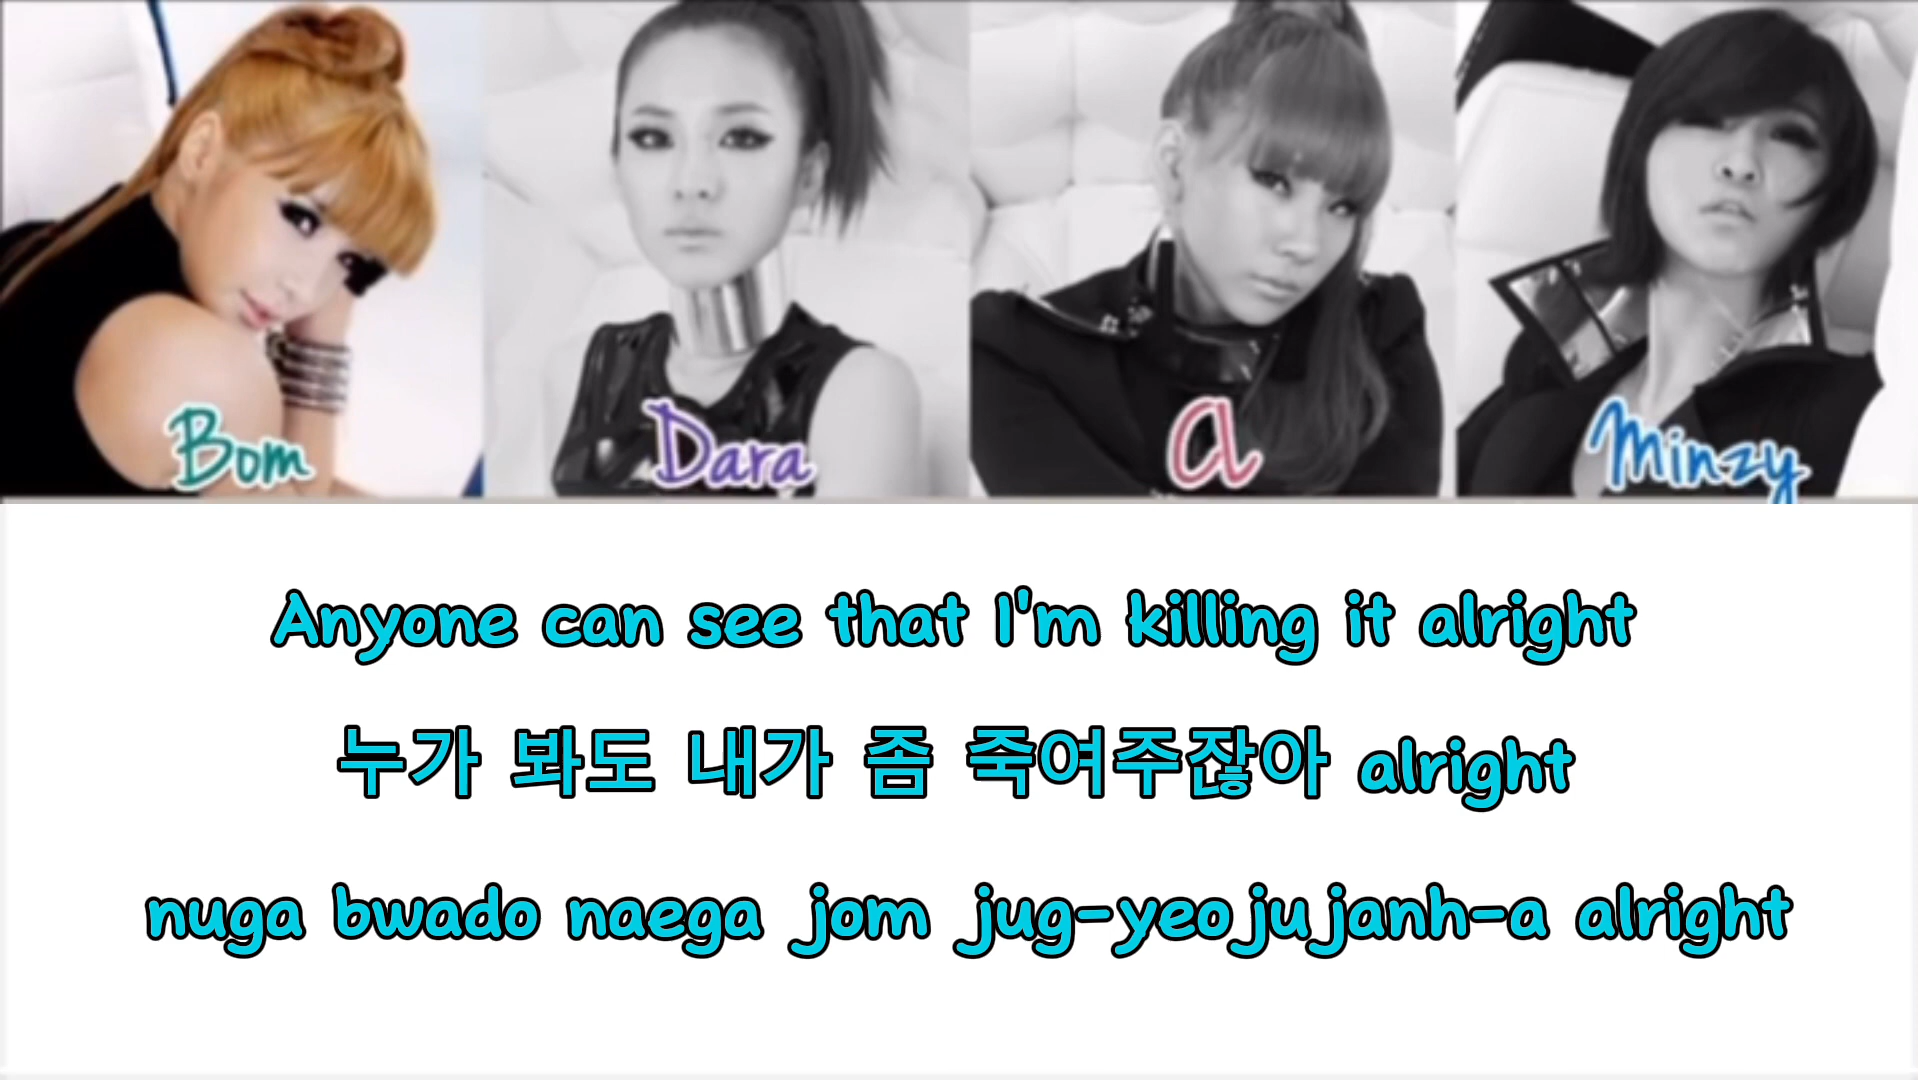 Bom Dara a Minzy
Anyone can see that I'm killing it alright
누가 봐도 내가 좀 죽여주잖아 alright
nuga bwado naega jom jug-yeojujanh-a alright